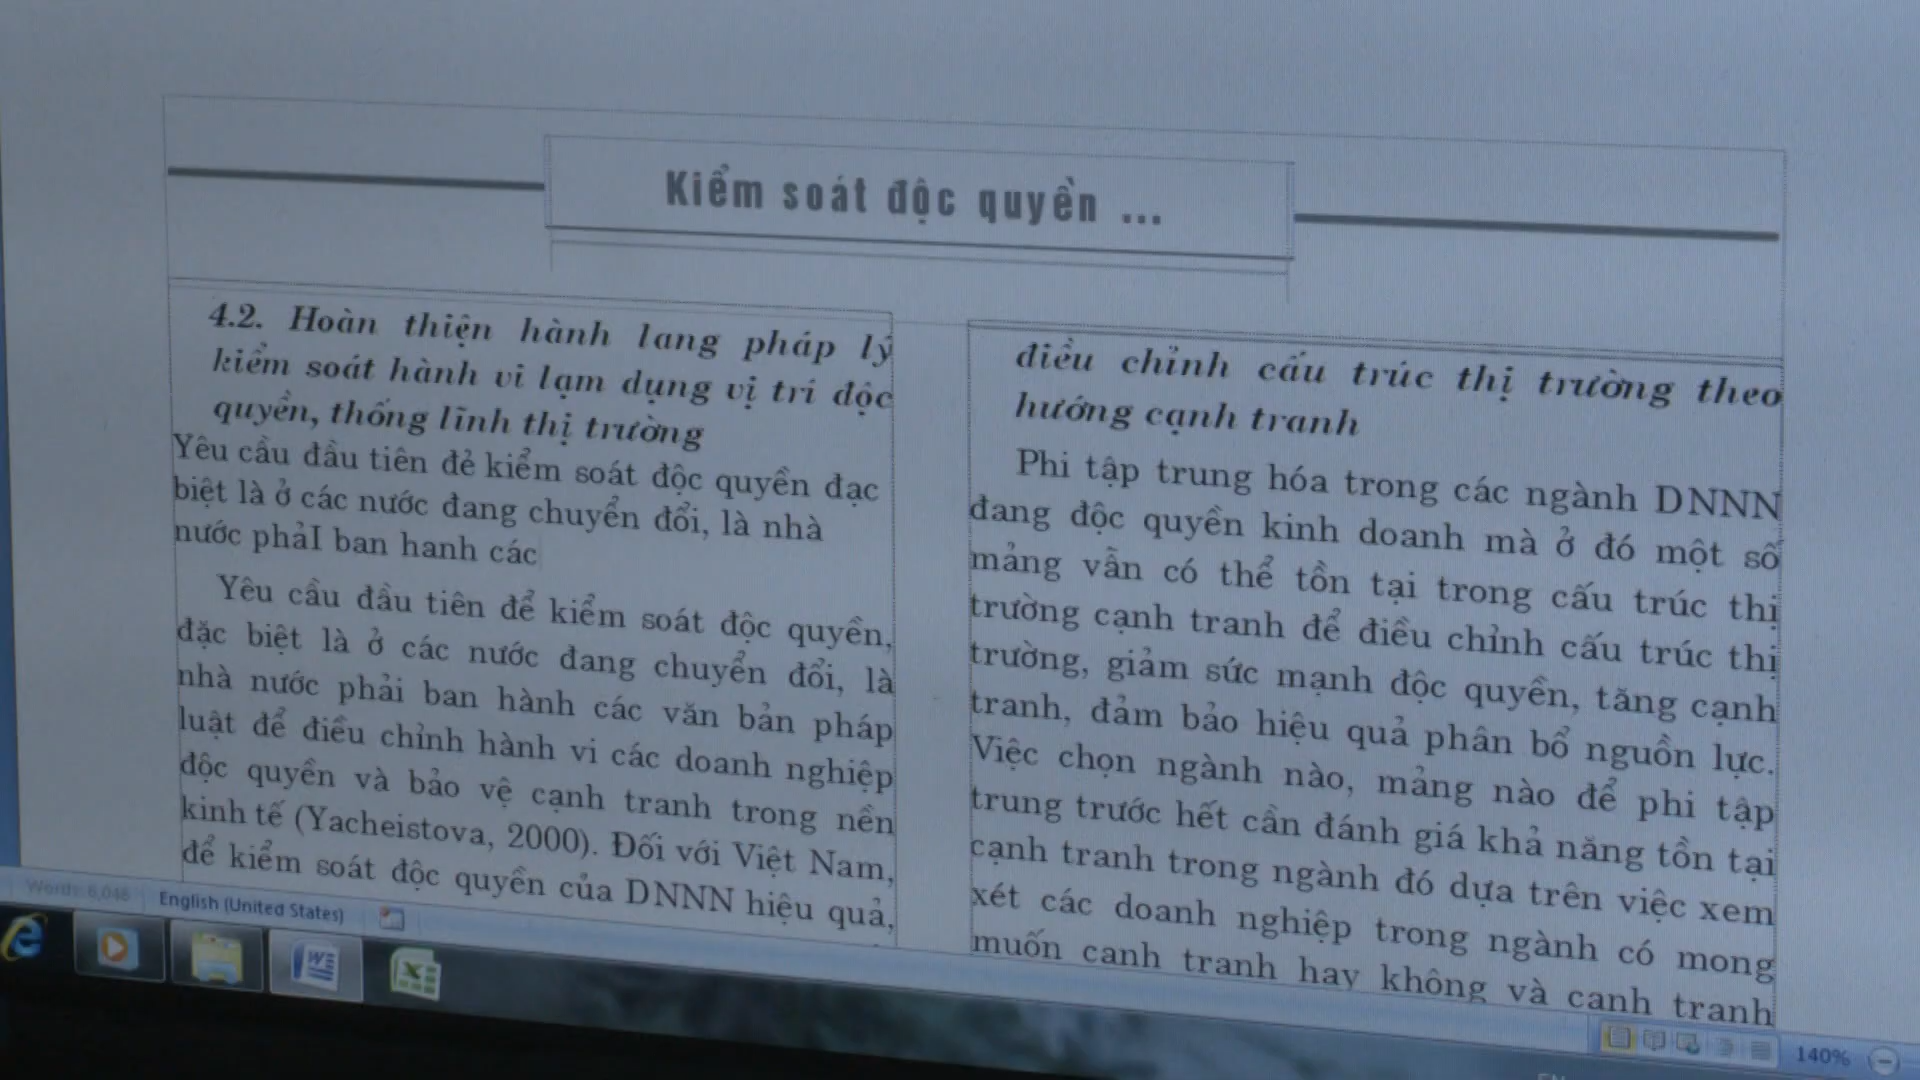 Kiểm soát độc quyền ...
4.2. Hoàn thiện hành lang pháp lý
kiểm soát hành vi lạm dụng vị trí độc
quyền, thống lĩnh thị trường
Yêu cầu đầu tiên đẻ kiểm soát độc quyền đạc
biệt là ở các nước đang chuyển đổi, là nhà
nước phảI ban hanh các
Yêu cầu đầu tiên để kiểm soát độc quyền,
đặc biệt là ở các nước đang chuyển đổi, là
nhà nước phải ban hành các văn bản pháp
luật để điều chỉnh hành vi các doanh nghiệp
độc quyền và bảo vệ cạnh tranh trong nền
kinh tế (Yacheistova, 2000). Đối với Việt Nam,
để kiểm soát độc quyền của DNNN hiệu quả,
điều chỉnh cấu trúc thị trường theo
hướng cạnh tranh
Phi tập trung hóa trong các ngành DNNN
đang độc quyền kinh doanh mà ở đó một số
mảng vẫn có thể tồn tại trong cấu trúc thị
trường cạnh tranh để điều chỉnh cấu trúc thị
trường, giảm sức mạnh độc quyền, tăng cạnh
tranh, đảm bảo hiệu quả phân bổ nguồn lực.
Việc chọn ngành nào, mảng nào để phi tập
trung trước hết cần đánh giá khả năng tồn tại
cạnh tranh trong ngành đó dựa trên việc xem
xét các doanh nghiệp trong ngành có mong
muốn cạnh tranh hay không và cạnh tranh
Words: 6,046
English (United States)
140%